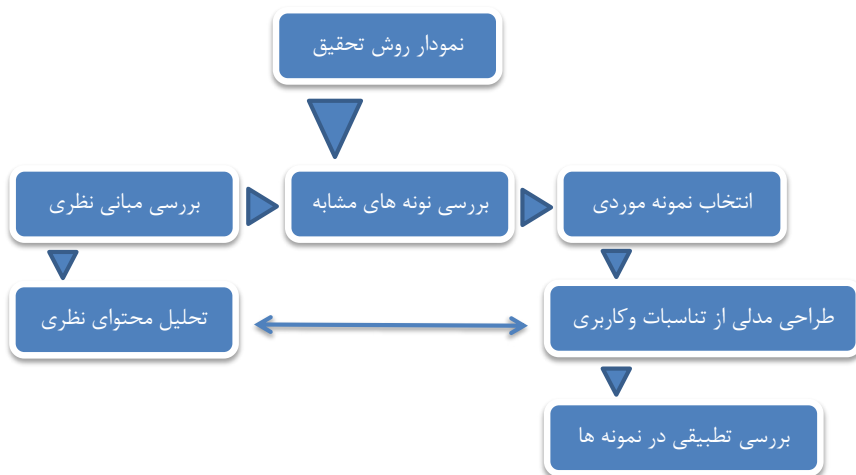 نمودار روش تحقیق
انتخاب نمونه موردی
بررسی نونه های مشابه
بررسی مبانی نظری
طراحی مدلی از تناسبات وکاربری
تحلیل محتوای نظری
بررسی تطبیقی در نمونه ها